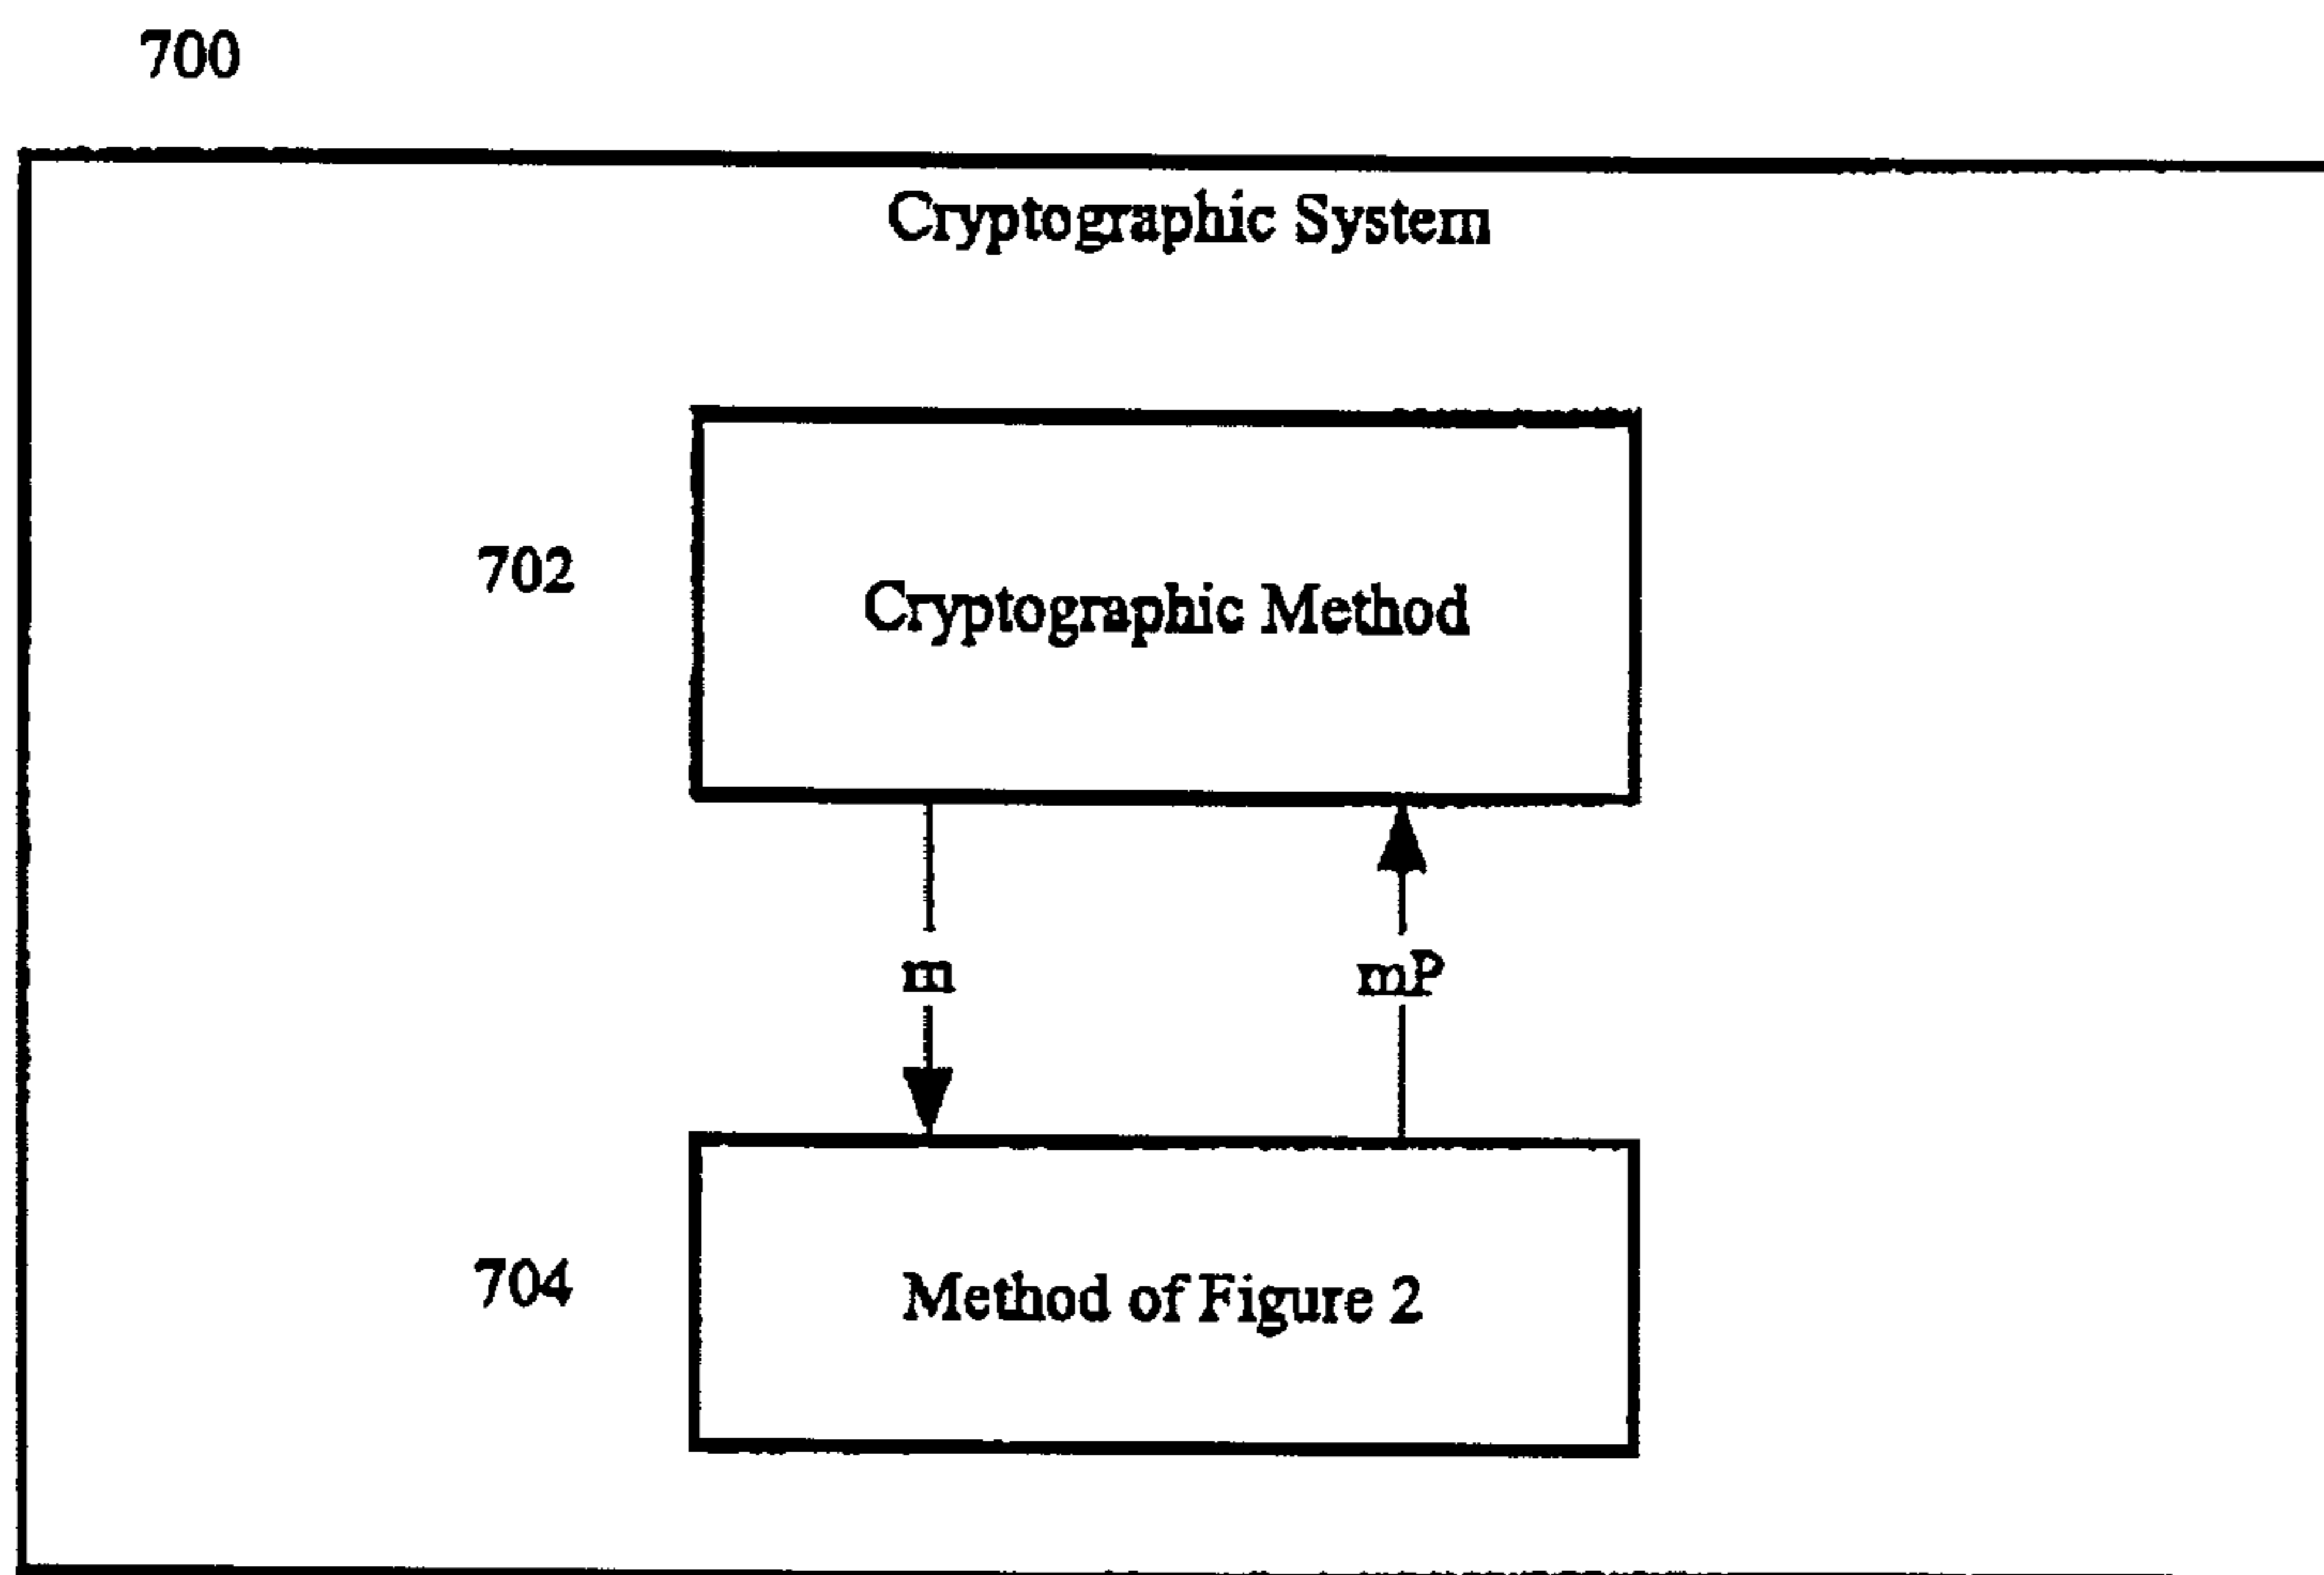 700
Cryptographic System
702
Cryptographic Method
m
mP
704
Method of Figure 2